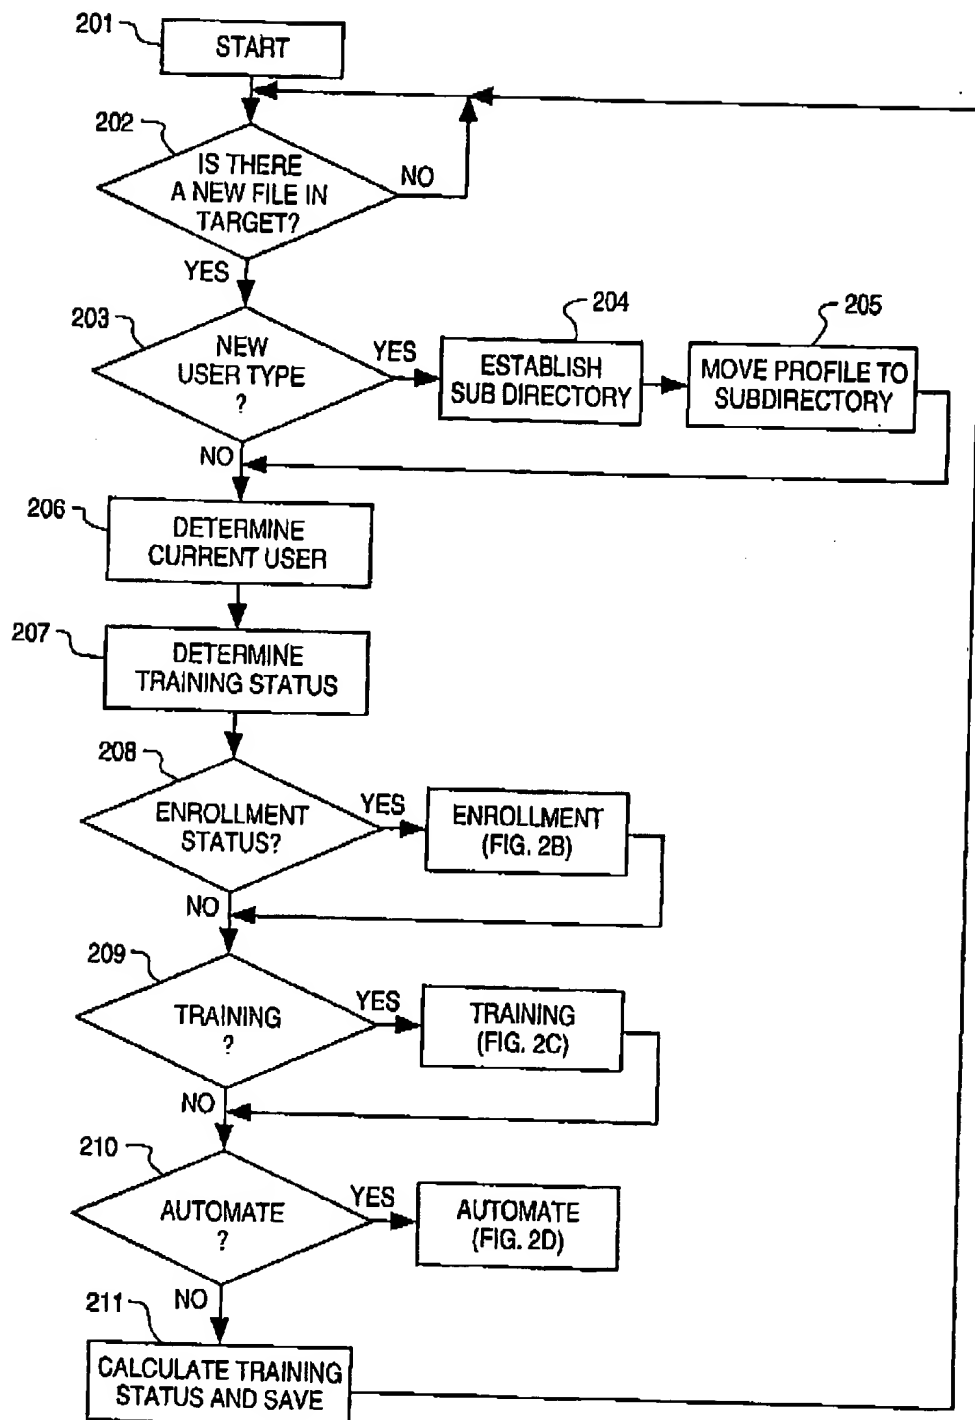 201
START
202
IS THERE
A NEW FILE IN
TARGET?
NO
YES
203
NEW
USER TYPE
?
YES
204
ESTABLISH
SUB DIRECTORY
205
MOVE PROFILE TO
SUBDIRECTORY
NO
206
DETERMINE
CURRENT USER
207
DETERMINE
TRAINING STATUS
208
ENROLLMENT
STATUS?
YES
ENROLLMENT
(FIG. 2B)
NO
209
TRAINING
?
YES
TRAINING
(FIG. 2C)
NO
210
AUTOMATE
?
YES
AUTOMATE
(FIG. 2D)
NO
211
CALCULATE TRAINING
STATUS AND SAVE